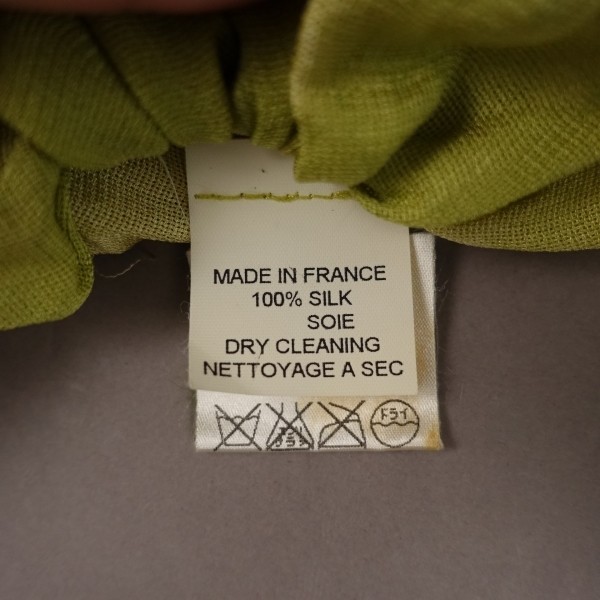 MADE IN FRANCE
100% SILK
SOIE
DRY CLEANING
NETTOYAGE A SEC
ドライ